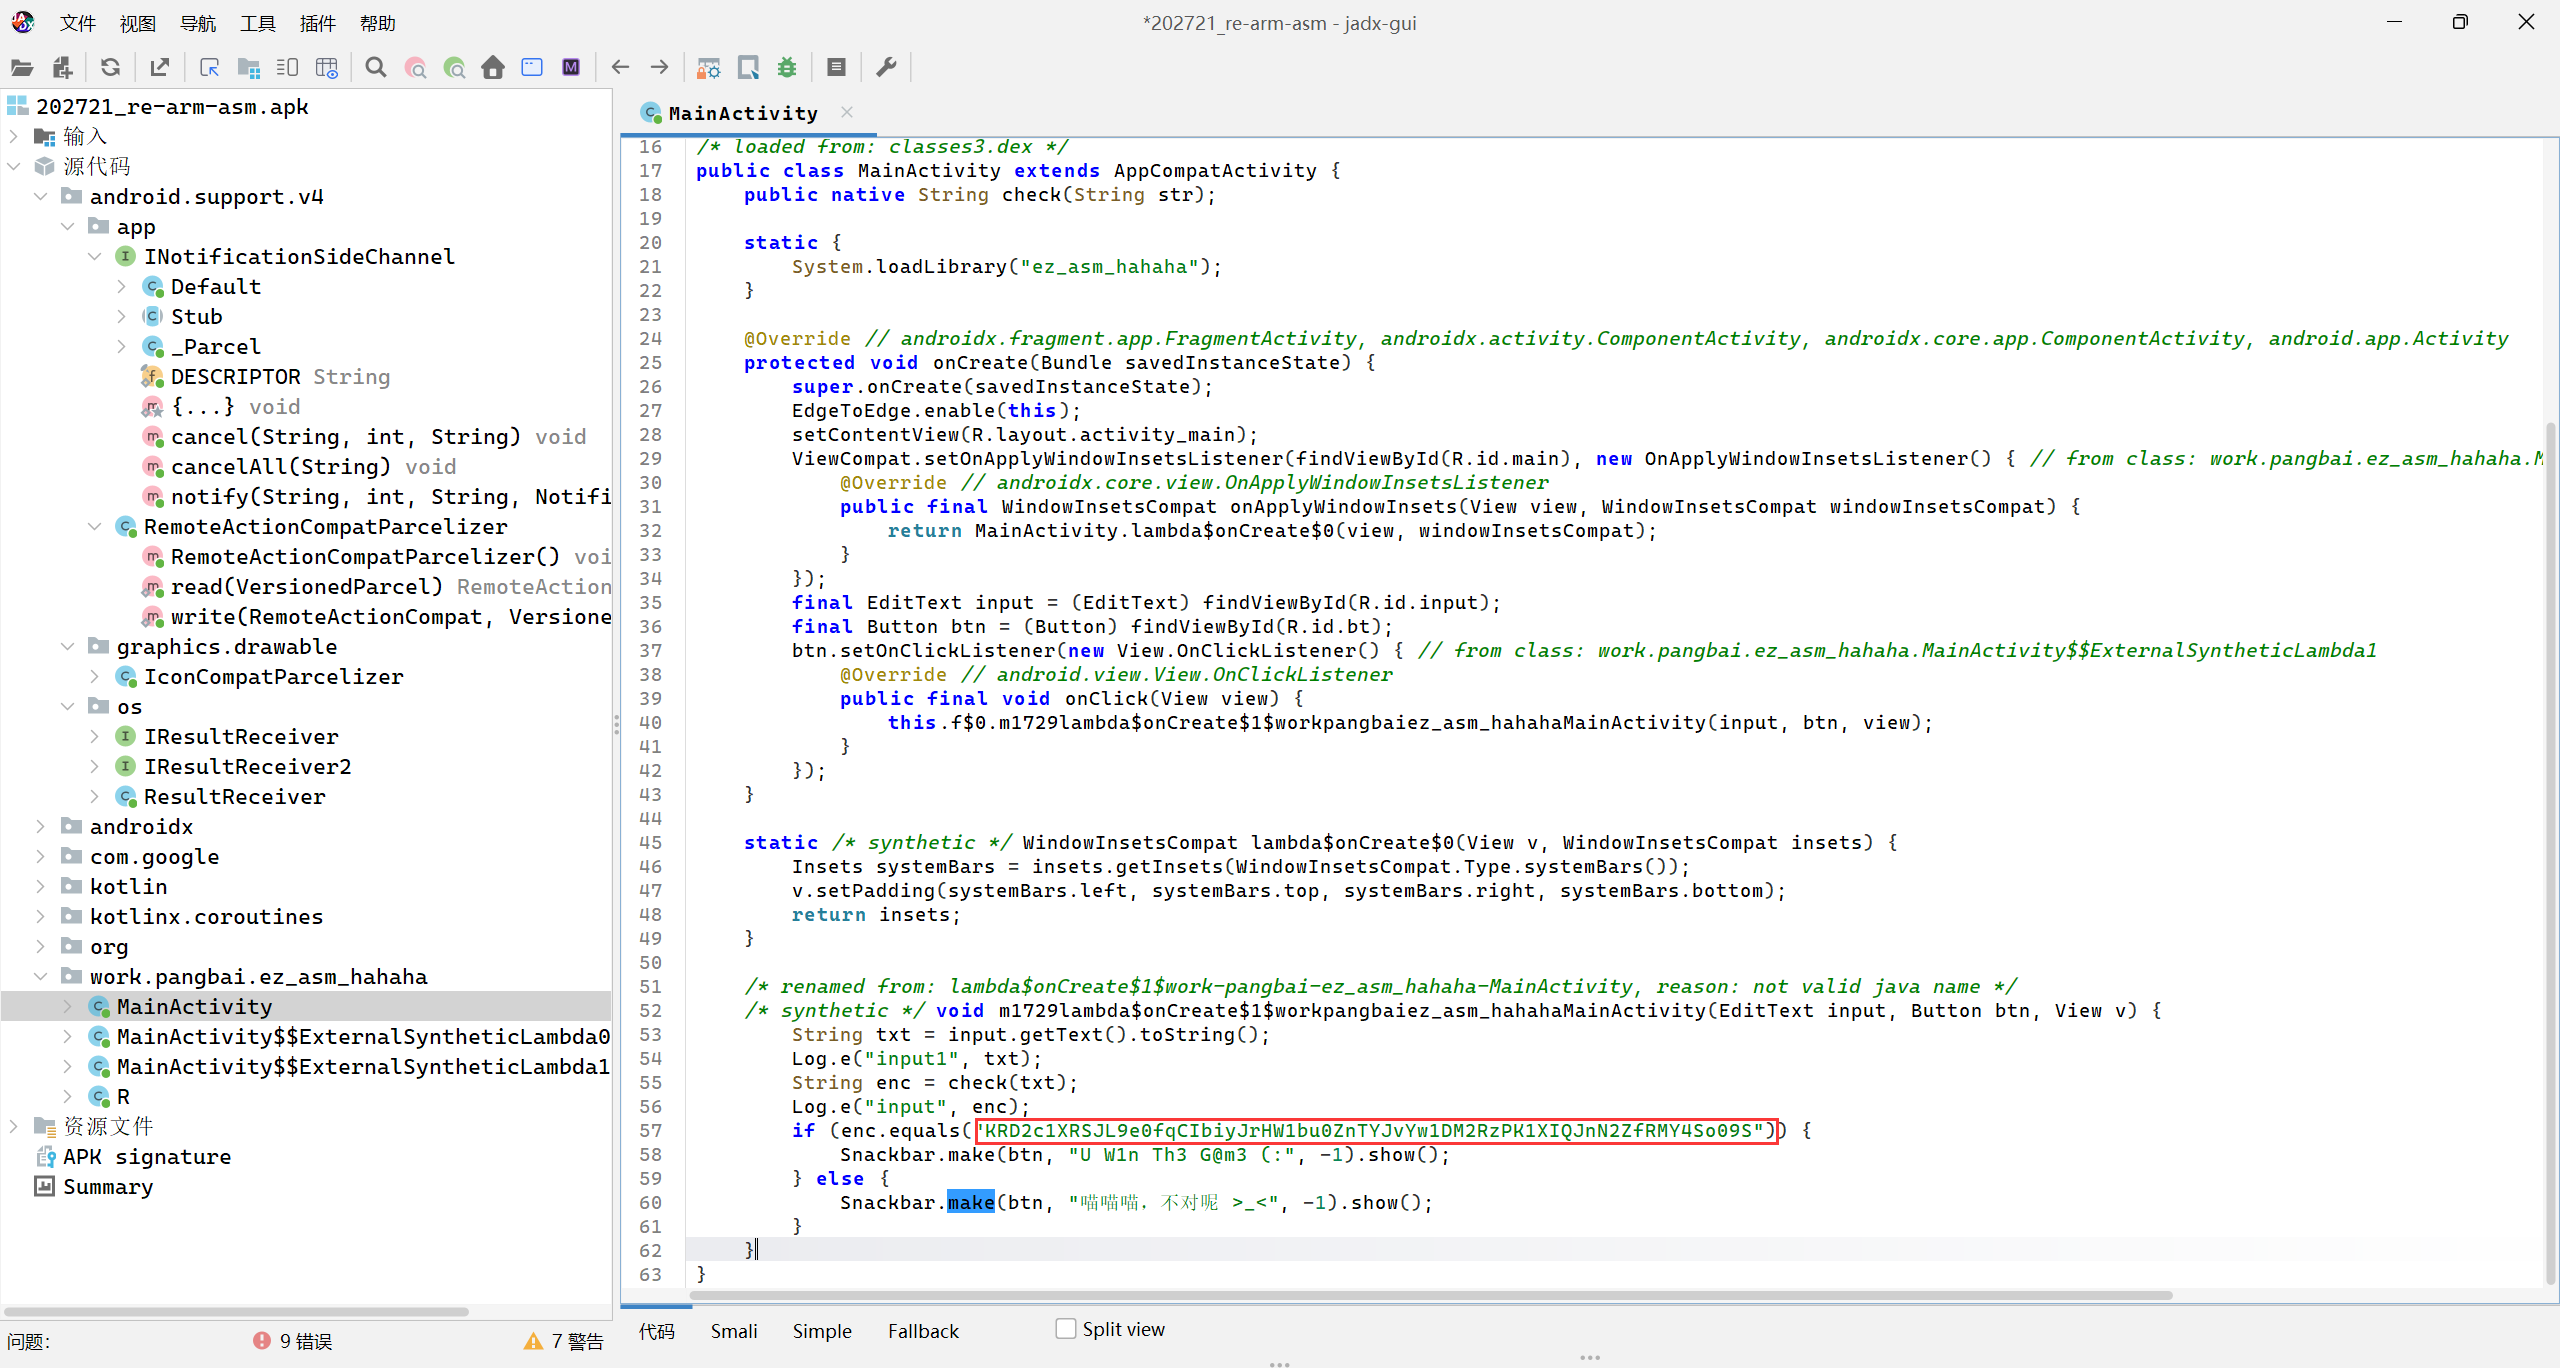 文件 视图 导航 工具 插件 帮助
*202721_re-arm-asm - jadx-gui
202721_re-arm-asm.apk
输入
源代码
android.support.v4
app
INotificationSideChannel
Default
Stub
_Parcel
DESCRIPTOR String
{...} void
cancel(String, int, String) void
cancelAll(String) void
notify(String, int, String, Notifi
RemoteActionCompatParcelizer
RemoteActionCompatParcelizer() voi
read(VersionedParcel) RemoteAction
write(RemoteActionCompat, Versione
graphics.drawable
IconCompatParcelizer
os
IResultReceiver
IResultReceiver2
ResultReceiver
androidx
com.google
kotlin
kotlinx.coroutines
org
work.pangbai.ez_asm_hahaha
MainActivity
MainActivity$$ExternalSyntheticLambda0
MainActivity$$ExternalSyntheticLambda1
R
资源文件
APK signature
Summary
问题: 9 错误 7 警告
MainActivity
16 /* loaded from: classes3.dex */
17 public class MainActivity extends AppCompatActivity {
18 public native String check(String str);
19
20 static {
21 System.loadLibrary("ez_asm_hahaha");
22 }
23
24 @Override // androidx.fragment.app.FragmentActivity, androidx.activity.ComponentActivity, androidx.core.app.ComponentActivity, android.app.Activity
25 protected void onCreate(Bundle savedInstanceState) {
26 super.onCreate(savedInstanceState);
27 EdgeToEdge.enable(this);
28 setContentView(R.layout.activity_main);
29 ViewCompat.setOnApplyWindowInsetsListener(findViewById(R.id.main), new OnApplyWindowInsetsListener() { // from class: work.pangbai.ez_asm_hahaha.M
30 @Override // androidx.core.view.OnApplyWindowInsetsListener
31 public final WindowInsetsCompat onApplyWindowInsets(View view, WindowInsetsCompat windowInsetsCompat) {
32 return MainActivity.lambda$onCreate$0(view, windowInsetsCompat);
33 }
34 });
35 final EditText input = (EditText) findViewById(R.id.input);
36 final Button btn = (Button) findViewById(R.id.bt);
37 btn.setOnClickListener(new View.OnClickListener() { // from class: work.pangbai.ez_asm_hahaha.MainActivity$$ExternalSyntheticLambda1
38 @Override // android.view.View.OnClickListener
39 public final void onClick(View view) {
40 this.f$0.m1729lambda$onCreate$1$workpangbaiez_asm_hahahaMainActivity(input, btn, view);
41 }
42 });
43 }
44
45 static /* synthetic */ WindowInsetsCompat lambda$onCreate$0(View v, WindowInsetsCompat insets) {
46 Insets systemBars = insets.getInsets(WindowInsetsCompat.Type.systemBars());
47 v.setPadding(systemBars.left, systemBars.top, systemBars.right, systemBars.bottom);
48 return insets;
49 }
50
51 /* renamed from: lambda$onCreate$1$work-pangbai-ez_asm_hahaha-MainActivity, reason: not valid java name */
52 /* synthetic */ void m1729lambda$onCreate$1$workpangbaiez_asm_hahahaMainActivity(EditText input, Button btn, View v) {
53 String txt = input.getText().toString();
54 Log.e("input1", txt);
55 String enc = check(txt);
56 Log.e("input", enc);
57 if (enc.equals("KRD2c1XRSJL9e0fqCIbiyJrHW1bu0ZnTYJvYw1DM2RzPK1XIQJnN2ZfRMY4So09S")) {
58 Snackbar.make(btn, "U W1n Th3 G@m3 (:", -1).show();
59 } else {
60 Snackbar.make(btn, "喵喵喵, 不对呢 >_<", -1).show();
61 }
62 }
63 }
代码 Smali Simple Fallback Split view